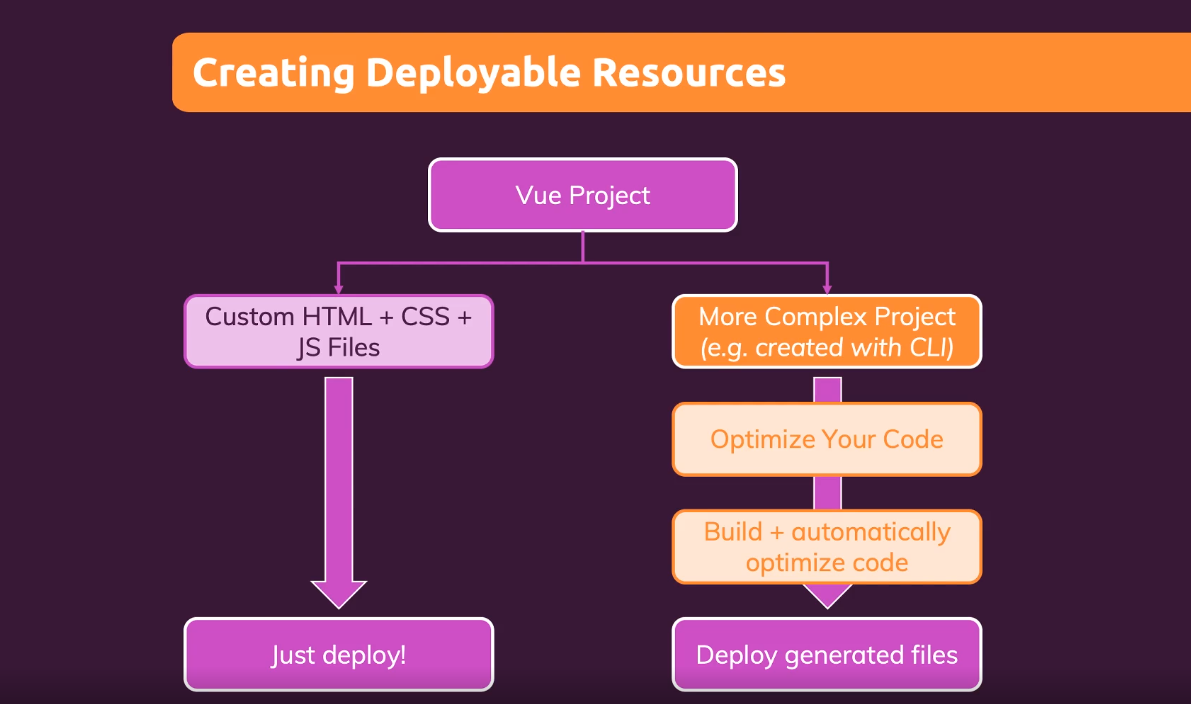 Creating Deployable Resources
Vue Project
Custom HTML + CSS +
JS Files
More Complex Project
(e.g. created with CLI)
Optimize Your Code
Build + automatically
optimize code
Just deploy!
Deploy generated files